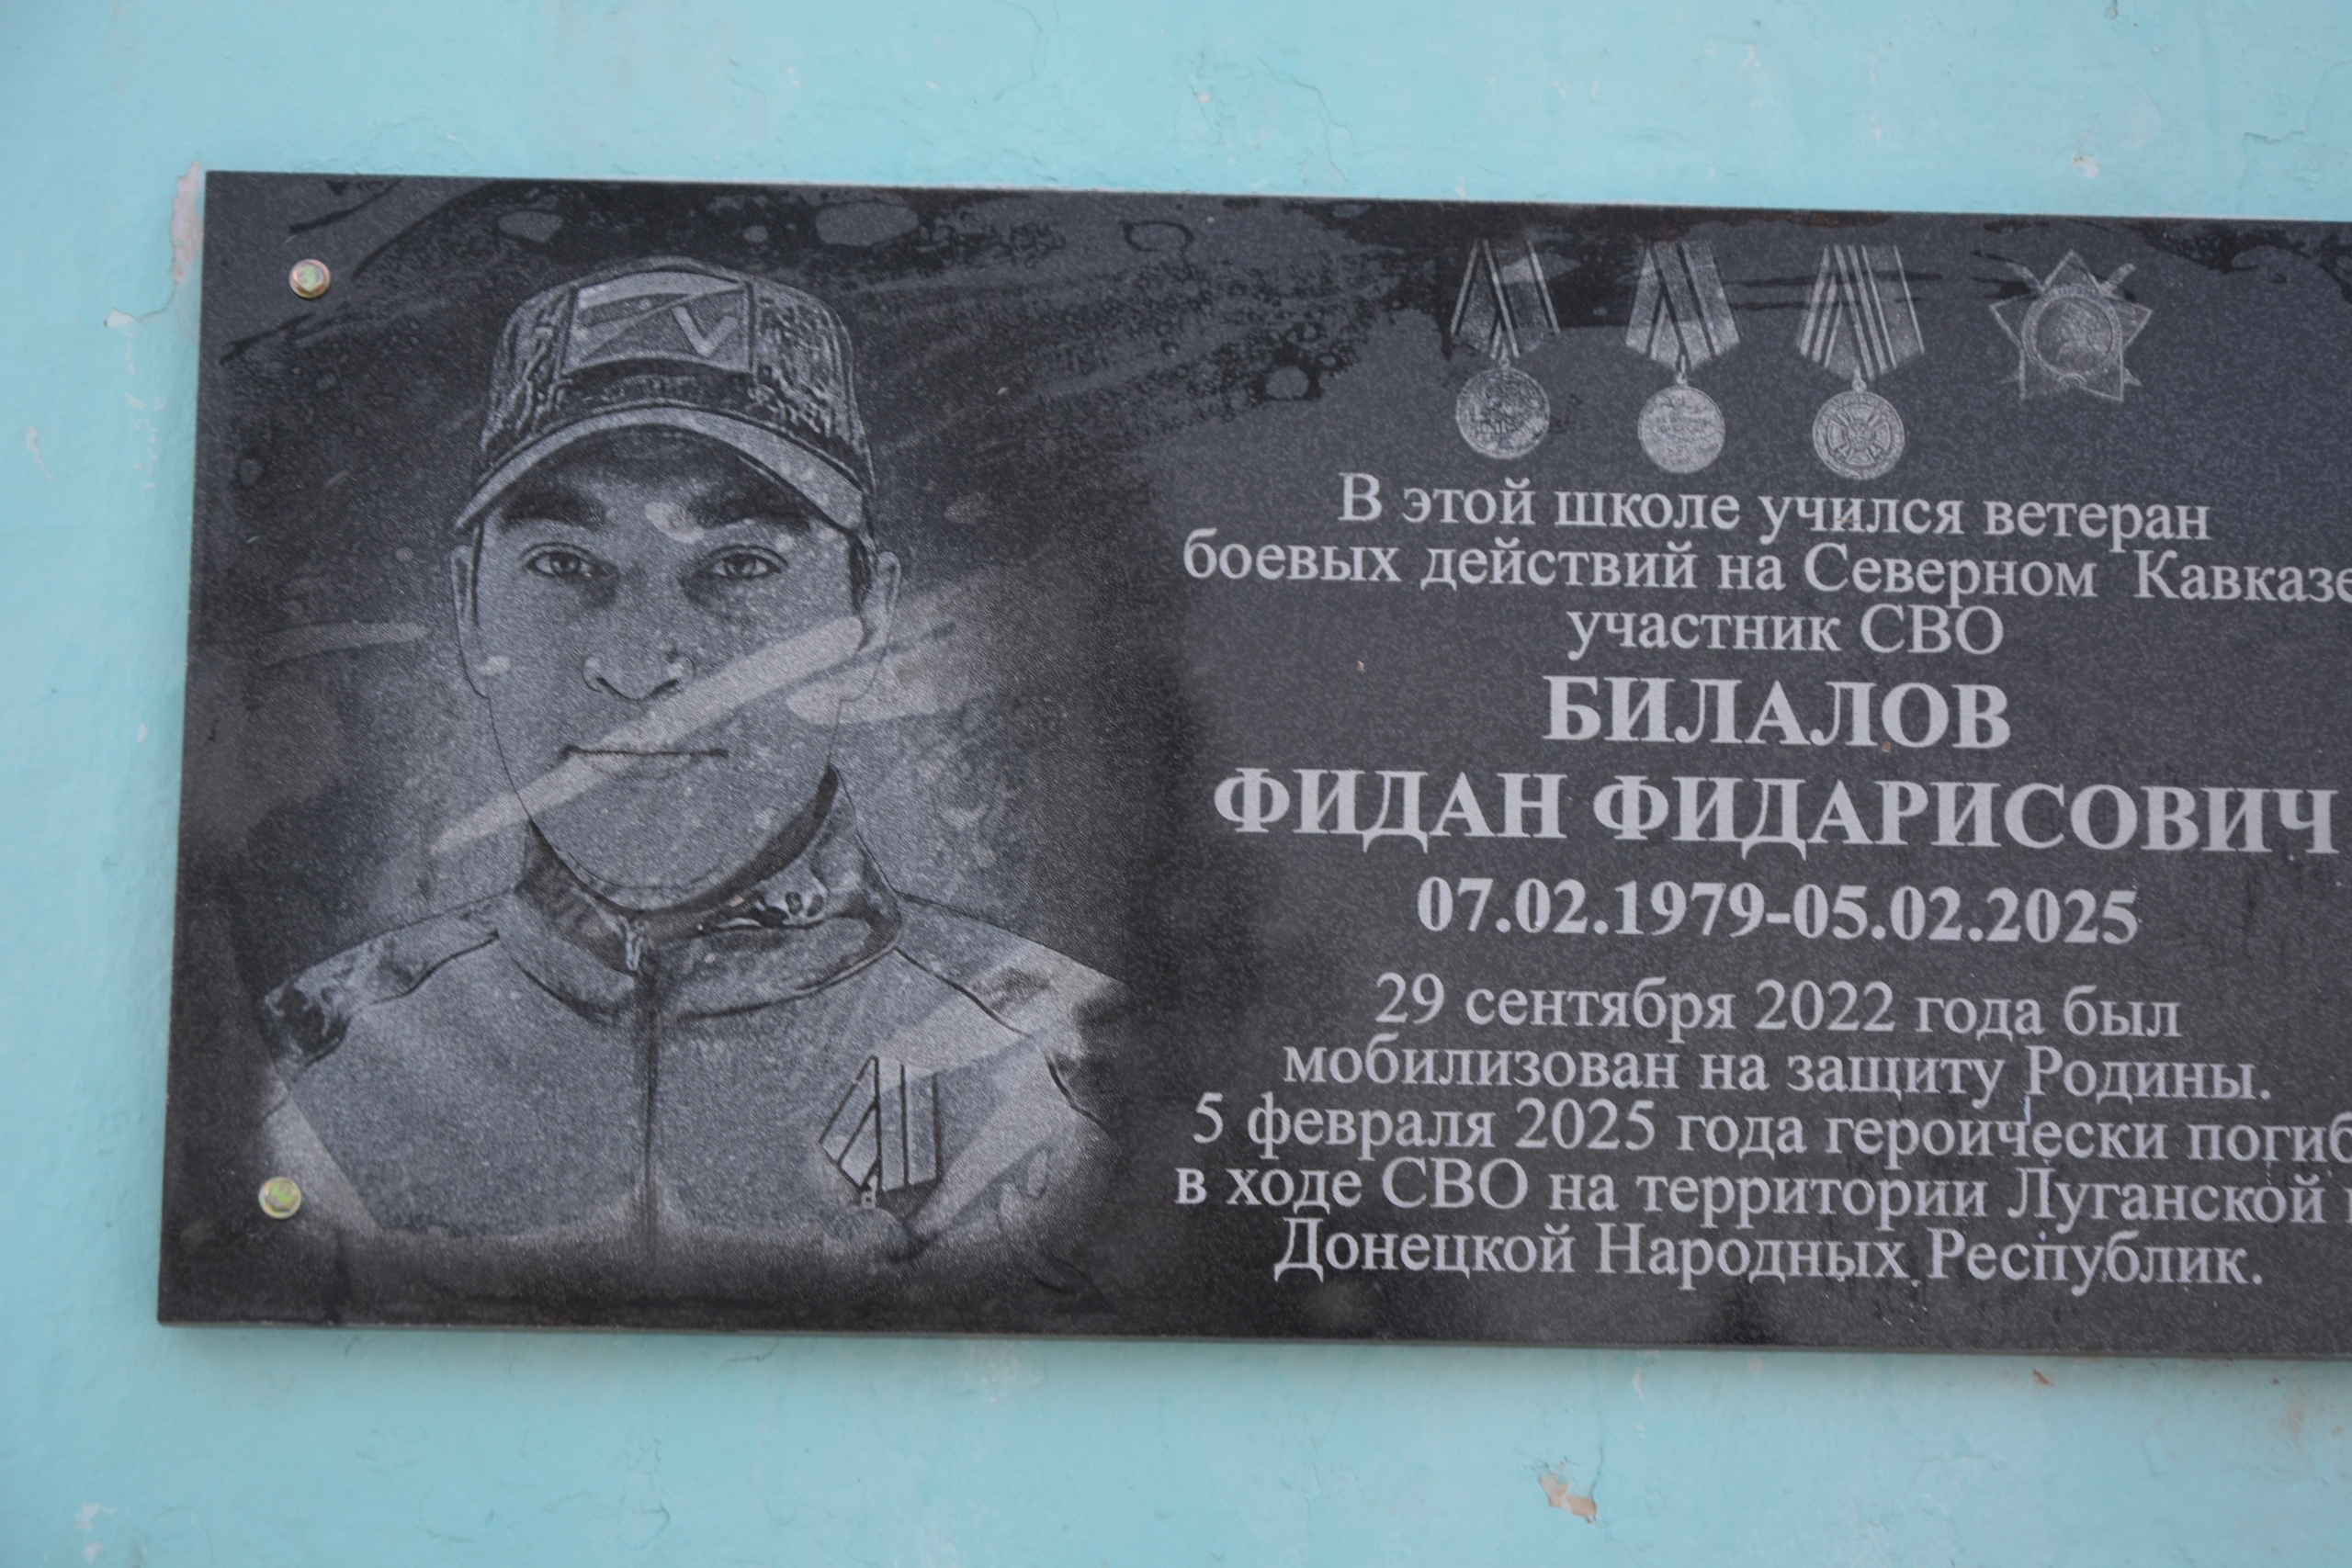 ZV
В этой школе учился ветеран
боевых действий на Северном Кавказе
участник СВО
БИЛАЛОВ
ФИДАН ФИДАРИСОВИЧ
07.02.1979-05.02.2025
29 сентября 2022 года был
мобилизован на защиту Родины.
5 февраля 2025 года героически погиб
в ходе СВО на территории Луганской
Донецкой Народных Республик.